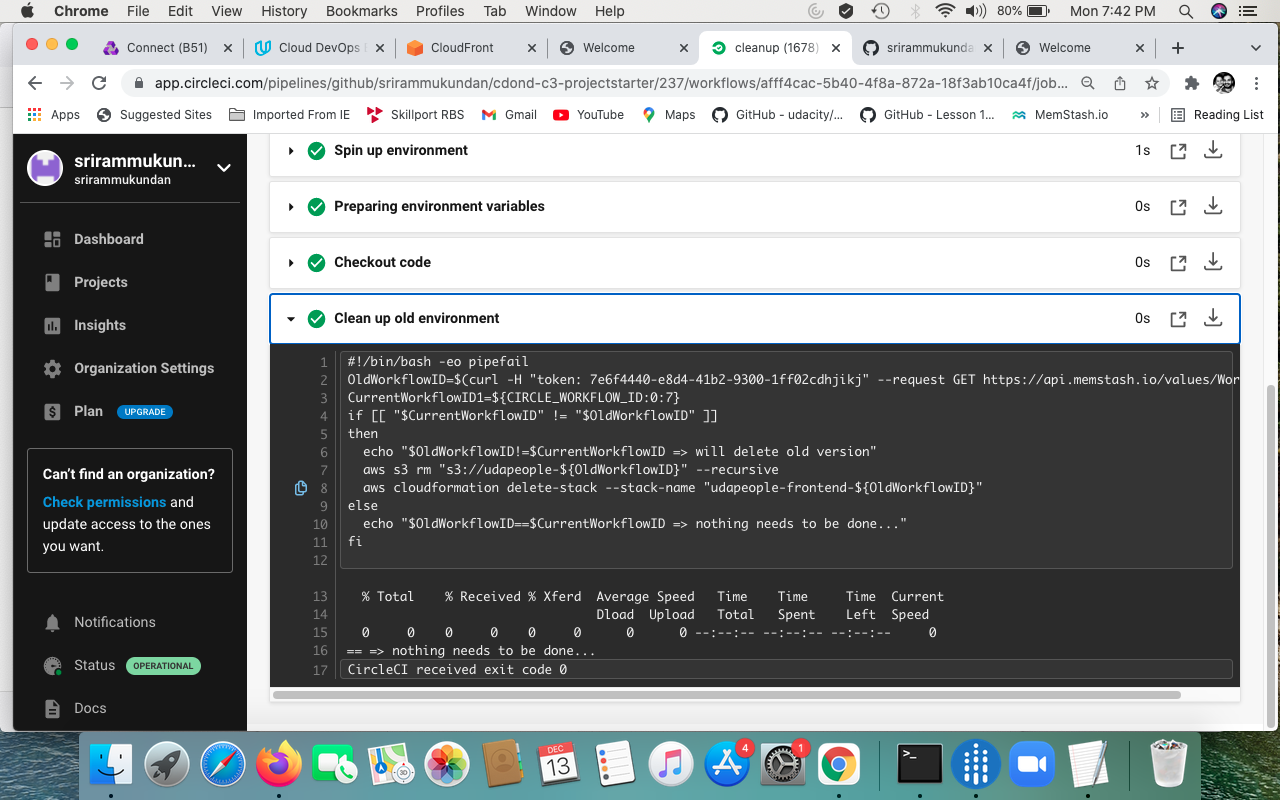 Chrome File Edit View History Bookmarks Profiles Tab Window Help 80% Mon 7:42 PM
Connect (B51) Cloud DevOps CloudFront Welcome cleanup (1678) srirammukunda Welcome
app.circleci.com/pipelines/github/srirammukundan/cdond-c3-projectstarter/237/workflows/afff4cac-5b40-4f8a-872a-18f3ab10ca4f/job...
Apps Suggested Sites Imported From IE Skillport RBS Gmail YouTube Maps GitHub - udacity/... GitHub - Lesson 1... MemStash.io » Reading List
srirammukun...
srirammukundan
Dashboard
Projects
Insights
Organization Settings
Plan UPGRADE
Can't find an organization?
Check permissions and
update access to the ones
you want.
Notifications
Status OPERATIONAL
Docs
Spin up environment 1s
Preparing environment variables 0s
Checkout code 0s
Clean up old environment 0s
1 #!/bin/bash -eo pipefail
2 OldWorkflowID=$(curl -H "token: 7e6f4440-e8d4-41b2-9300-1ff02cdhjikj" --request GET https://api.memstash.io/values/Wor
3 CurrentWorkflowID1=${CIRCLE_WORKFLOW_ID:0:7}
4 if [[ "$CurrentWorkflowID" != "$OldWorkflowID" ]]
5 then
6 echo "$OldWorkflowID!=$CurrentWorkflowID => will delete old version"
7 aws s3 rm "s3://udapeople-${OldWorkflowID}" --recursive
8 aws cloudformation delete-stack --stack-name "udapeople-frontend-${OldWorkflowID}"
9 else
10 echo "$OldWorkflowID==$CurrentWorkflowID => nothing needs to be done..."
11 fi
12
13 % Total % Received % Xferd Average Speed Time Time Time Current
14 Dload Upload Total Spent Left Speed
15 0 0 0 0 0 0 0 0 --:--:-- --:--:-- --:--:-- 0
16 == => nothing needs to be done...
17 CircleCI received exit code 0
3D
DEC
13
4
1
>_